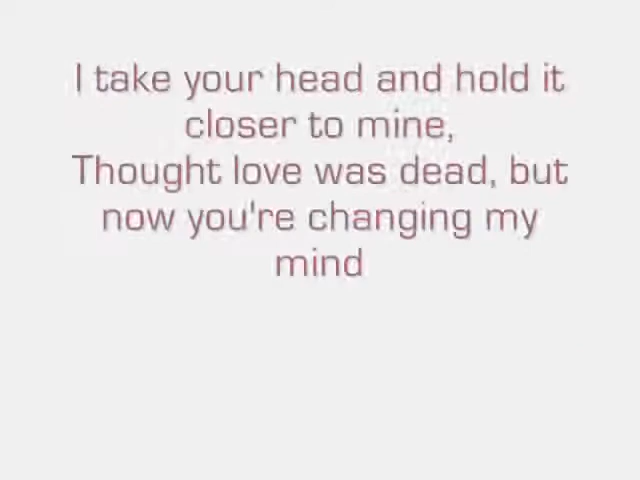 I take your head and hold it
closer to mine,
Thought love was dead, but
now you're changing my
mind